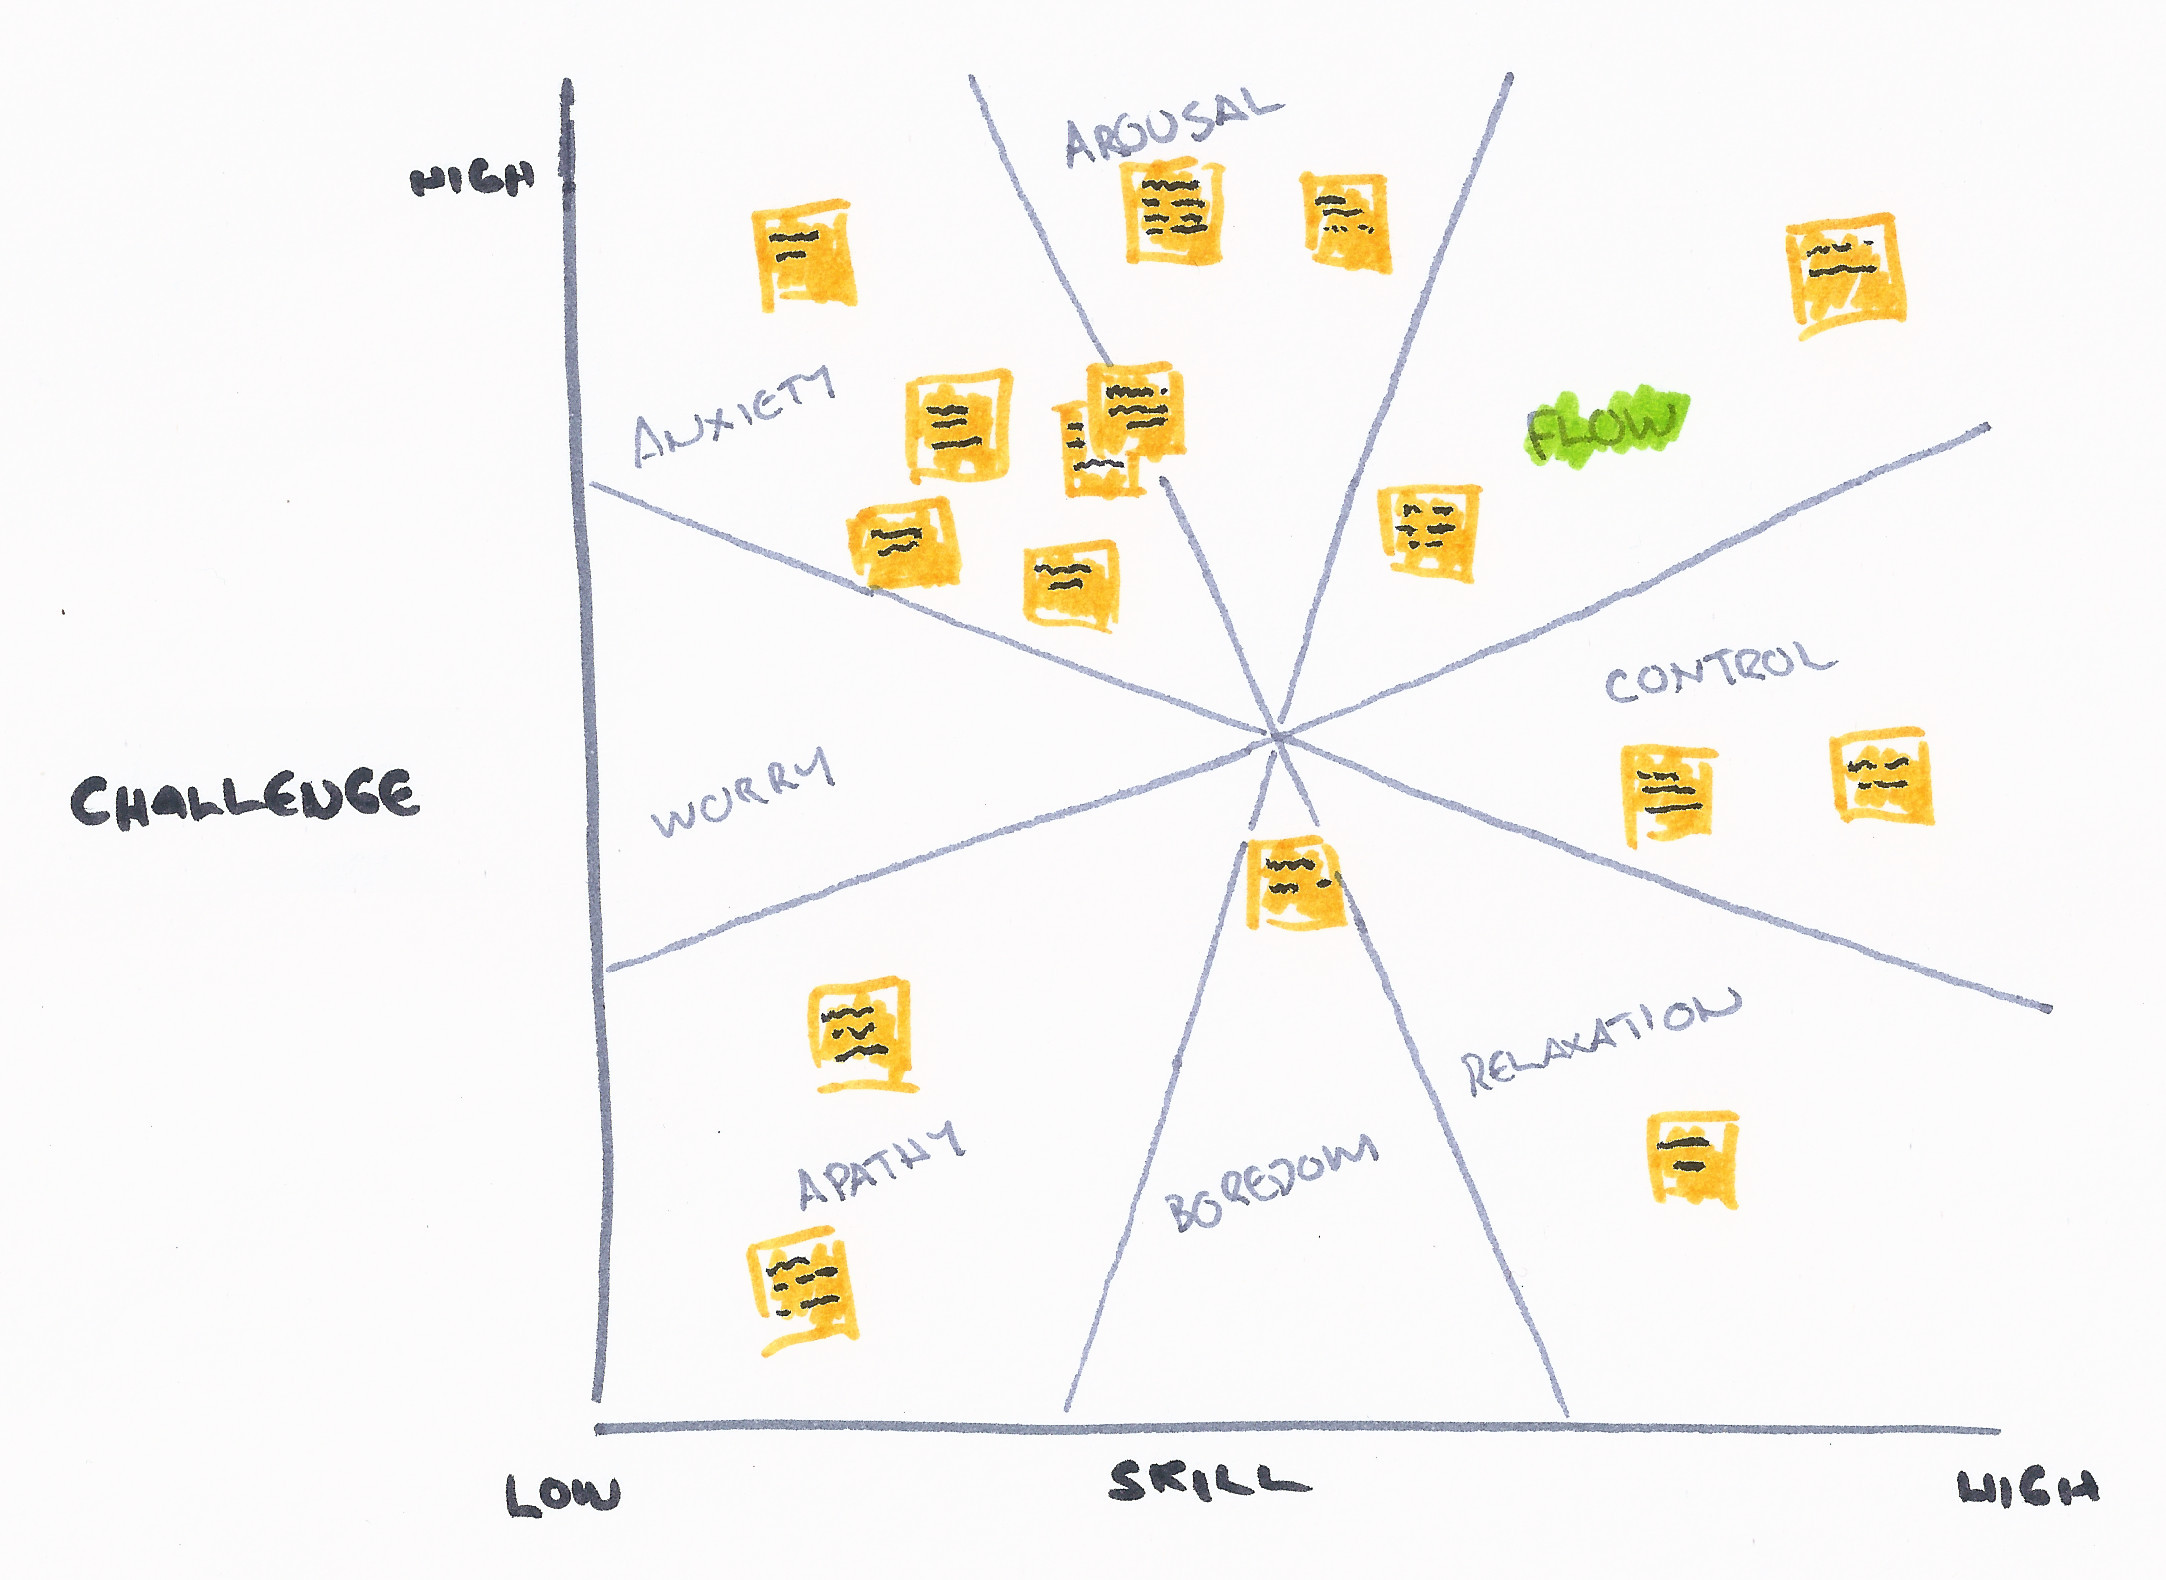 AROUSAL
HIGH
ANXIETY
FLOW
CONTROL
WORRY
CHALLENGE
RELAXATION
APATHY
BOREDOM
LOW
SKILL
HIGH